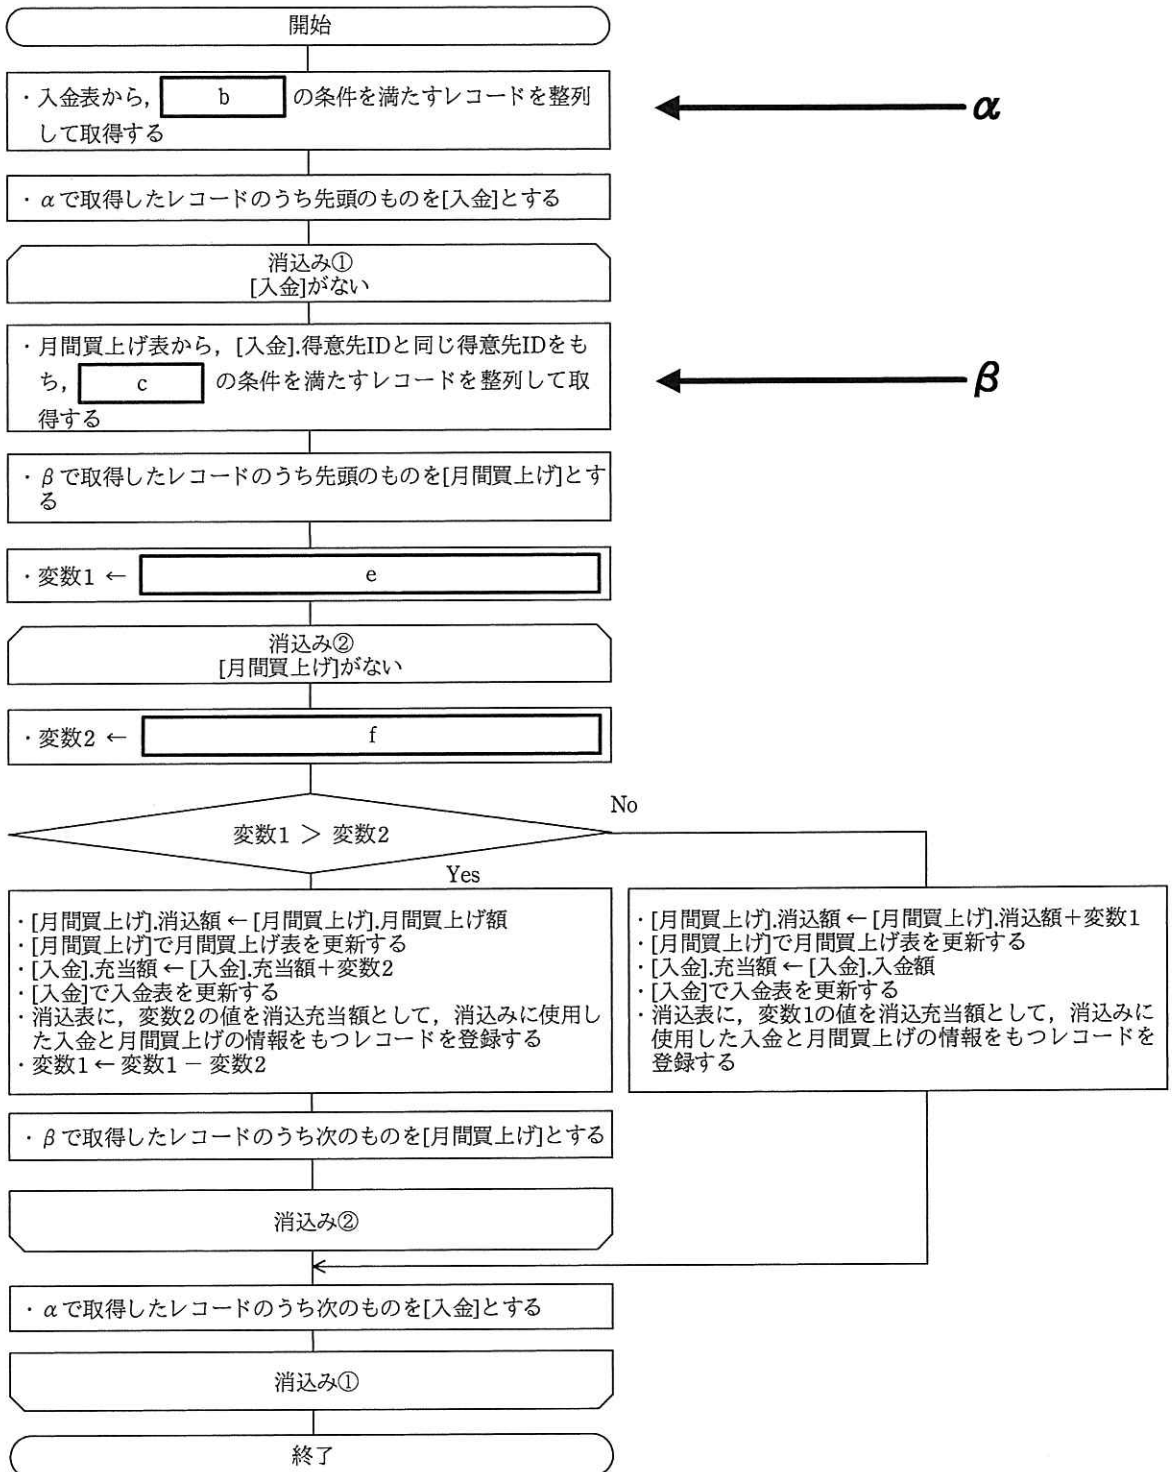 開始
・入金表から， b の条件を満たすレコードを整列
して取得する
α
・αで取得したレコードのうち先頭のものを[入金]とする
消込み①
[入金]がない
・月間買上げ表から，[入金].得意先IDと同じ得意先IDをも
ち， c の条件を満たすレコードを整列して取
得する
β
・βで取得したレコードのうち先頭のものを[月間買上げ]とす
る
・変数1 ← e
消込み②
[月間買上げ]がない
・変数2 ← f
変数1 ＞ 変数2
No
Yes
・[月間買上げ].消込額 ← [月間買上げ].月間買上げ額
・[月間買上げ]で月間買上げ表を更新する
・[入金].充当額 ← [入金].充当額＋変数2
・[入金]で入金表を更新する
・消込表に，変数2の値を消込充当額として，消込みに使用し
た入金と月間買上げの情報をもつレコードを登録する
・変数1 ← 変数1 − 変数2
・[月間買上げ].消込額 ← [月間買上げ].消込額＋変数1
・[月間買上げ]で月間買上げ表を更新する
・[入金].充当額 ← [入金].入金額
・[入金]で入金表を更新する
・消込表に，変数1の値を消込充当額として，消込みに
使用した入金と月間買上げの情報をもつレコードを
登録する
・βで取得したレコードのうち次のものを[月間買上げ]とする
消込み②
・αで取得したレコードのうち次のものを[入金]とする
消込み①
終了